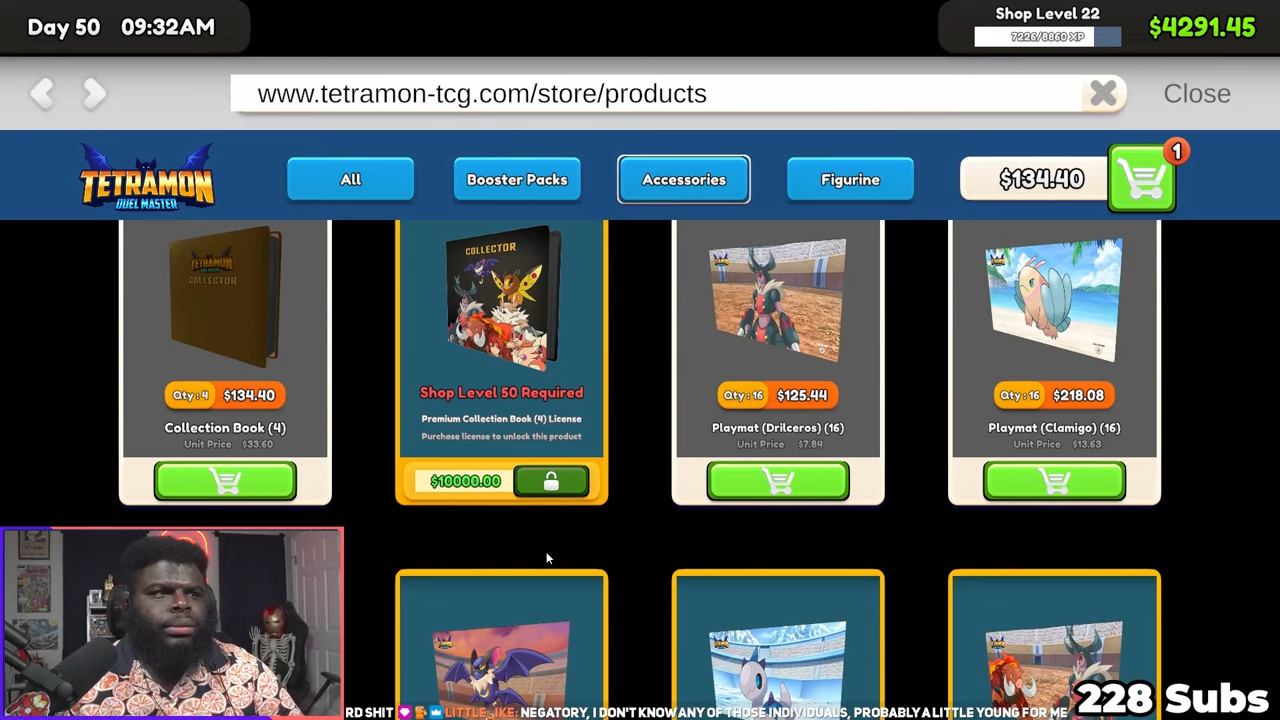 Day 50 09:32AM
Shop Level 22
7226/8860 XP
$4291.45
www.tetramon-tcg.com/store/products
Close
TETRAMON
DUEL MASTER
All
Booster Packs
Accessories
Figurine
$134.40
1
TETRAMON
COLLECTOR
Qty : 4 $134.40
Collection Book (4)
Unit Price $33.60
COLLECTOR
Shop Level 50 Required
Premium Collection Book (4) License
Purchase license to unlock this product
$10000.00
Qty : 16 $125.44
Playmat (Drilceros) (16)
Unit Price $7.84
Qty : 16 $218.08
Playmat (Clamigo) (16)
Unit Price $13.63
228 Subs
RD SHIT LITTLE_IKE: NEGATORY, I DON'T KNOW ANY OF THOSE INDIVIDUALS, PROBABLY A LITTLE YOUNG FOR ME